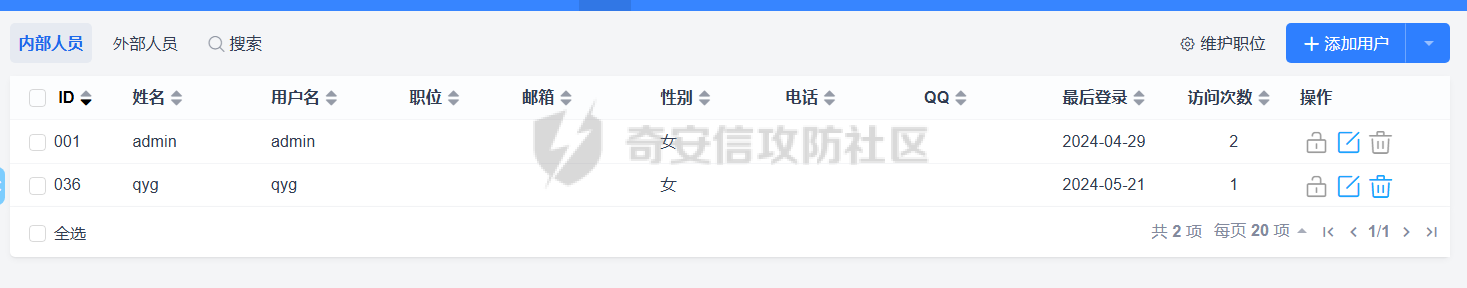 内部人员 外部人员 搜索 维护职位 添加用户
ID 姓名 用户名 职位 邮箱 性别 电话 QQ 最后登录 访问次数 操作
001 admin admin 女 2024-04-29 2
奇安信攻防社区
036 qyg qyg 女 2024-05-21 1
全选 共 2 项 每页 20 项 1/1